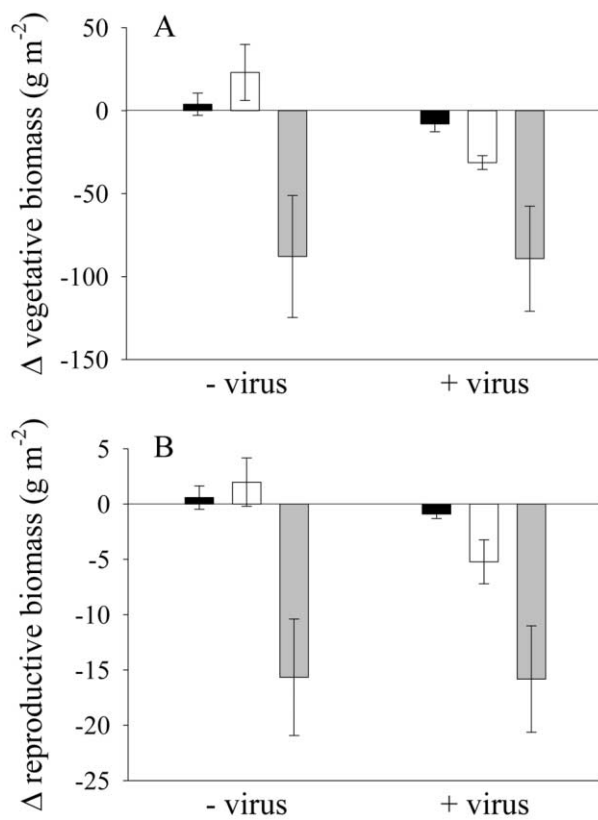 A
Δ vegetative biomass (g m-2)
50
0
-50
-100
-150
- virus
+ virus
B
Δ reproductive biomass (g m-2)
5
0
-5
-10
-15
-20
-25
- virus
+ virus